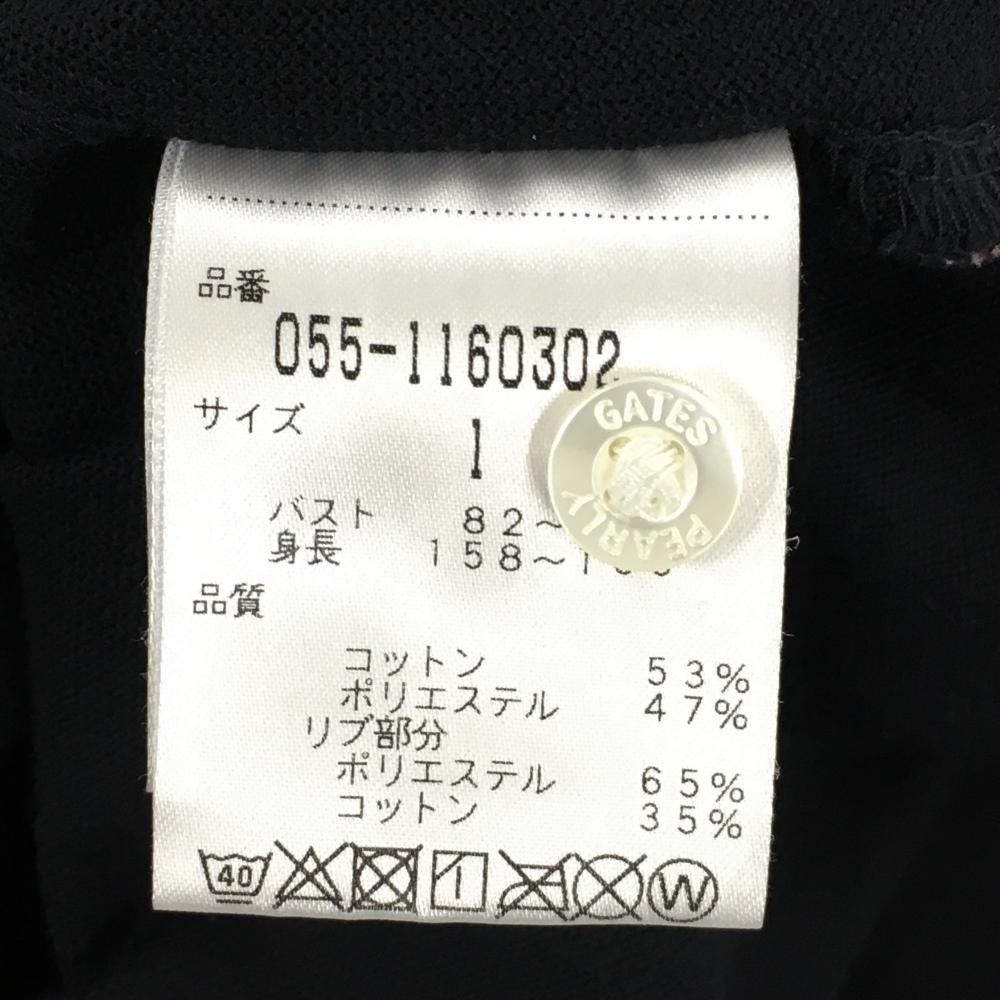 品番
055-1160302
サイズ
1
GATES
PEARLY
バスト 82~
身長 158~1
品質
コットン 53%
ポリエステル 47%
リブ部分
ポリエステル 65%
コットン 35%
40
W